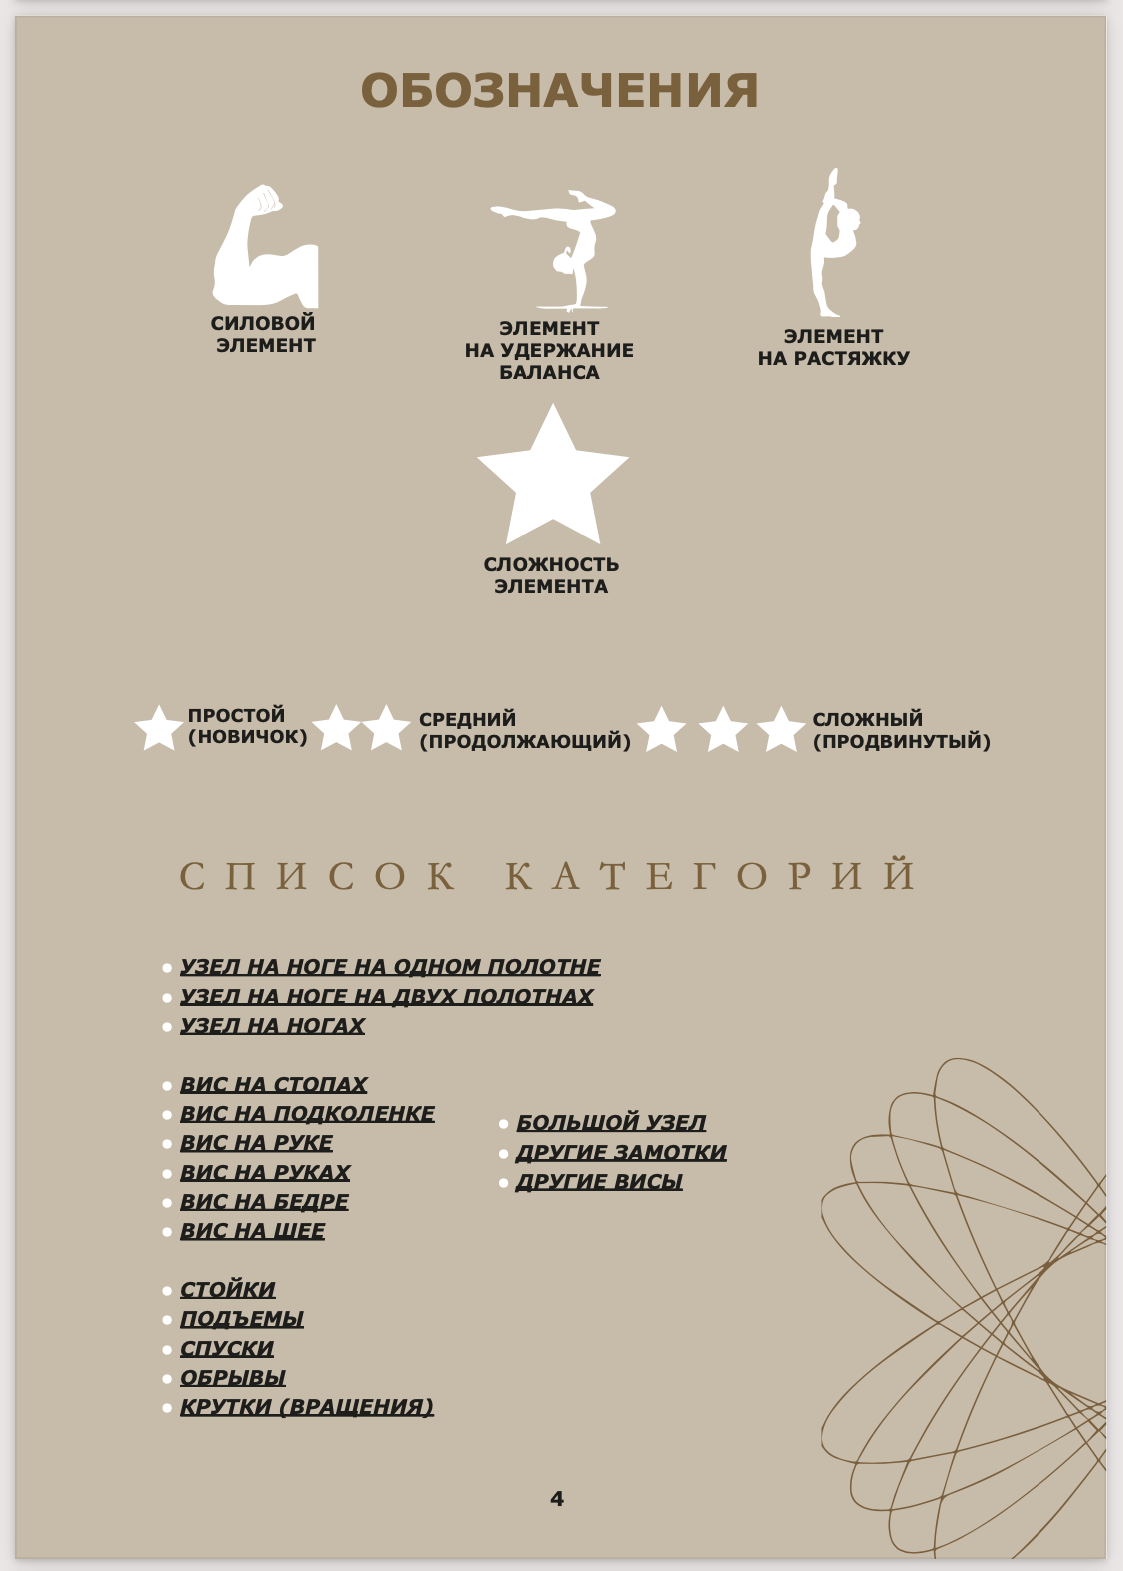 ОБОЗНАЧЕНИЯ
СИЛОВОЙ
ЭЛЕМЕНТ
ЭЛЕМЕНТ
НА УДЕРЖАНИЕ
БАЛАНСА
ЭЛЕМЕНТ
НА РАСТЯЖКУ
СЛОЖНОСТЬ
ЭЛЕМЕНТА
ПРОСТОЙ
(НОВИЧОК)
СРЕДНИЙ
(ПРОДОЛЖАЮЩИЙ)
СЛОЖНЫЙ
(ПРОДВИНУТЫЙ)
СПИСОК КАТЕГОРИЙ
УЗЕЛ НА НОГЕ НА ОДНОМ ПОЛОТНЕ
УЗЕЛ НА НОГЕ НА ДВУХ ПОЛОТНАХ
УЗЕЛ НА НОГАХ
ВИС НА СТОПАХ
ВИС НА ПОДКОЛЕНКЕ
ВИС НА РУКЕ
ВИС НА РУКАХ
ВИС НА БЕДРЕ
ВИС НА ШЕЕ
СТОЙКИ
ПОДЪЕМЫ
СПУСКИ
ОБРЫВЫ
КРУТКИ (ВРАЩЕНИЯ)
БОЛЬШОЙ УЗЕЛ
ДРУГИЕ ЗАМОТКИ
ДРУГИЕ ВИСЫ
4